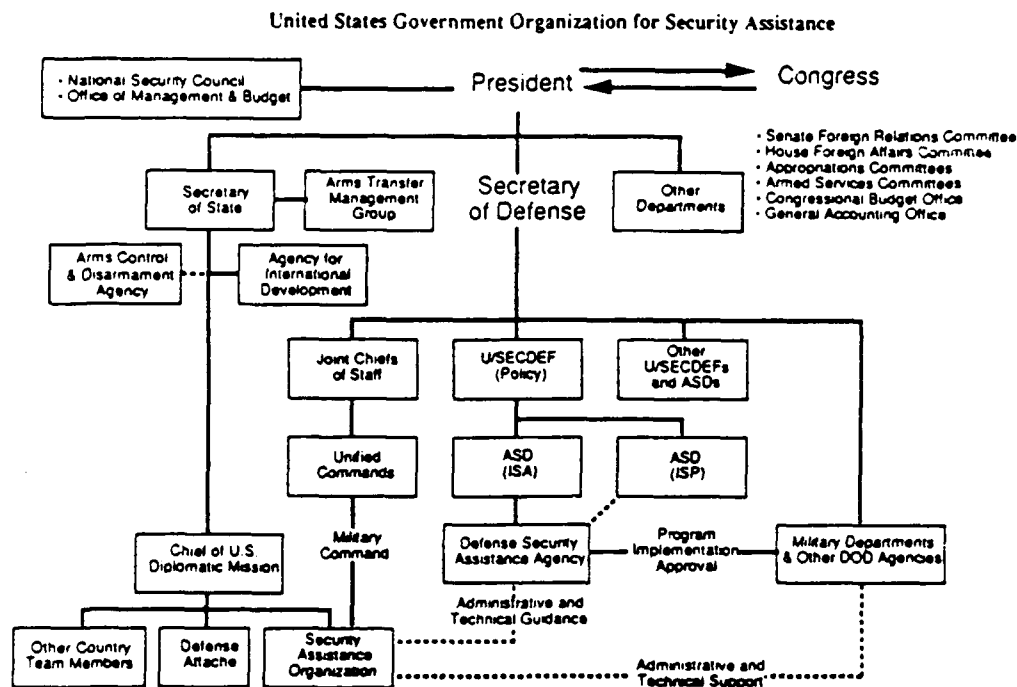 United States Government Organization for Security Assistance
· National Security Council
· Office of Management & Budget
President
Congress
· Senate Foreign Relations Committee
· House Foreign Affairs Committee
· Appropriations Committees
· Armed Services Committees
· Congressional Budget Office
· General Accounting Office
Secretary
of State
Arms Transfer
Management
Group
Secretary
of Defense
Other
Departments
Arms Control
& Disarmament
Agency
Agency for
International
Development
Joint Chiefs
of Staff
U/SECDEF
(Policy)
Other
U/SECDEFs
and ASDs
Unified
Commands
ASD
(ISA)
ASD
(ISP)
Military
Command
Chief of U.S.
Diplomatic Mission
Defense Security
Assistance Agency
Program
Implementation
Approval
Military Departments
& Other DOD Agencies
Administrative and
Technical Guidance
Other Country
Team Members
Defense
Attache
Security
Assistance
Organization
Administrative and
Technical Support